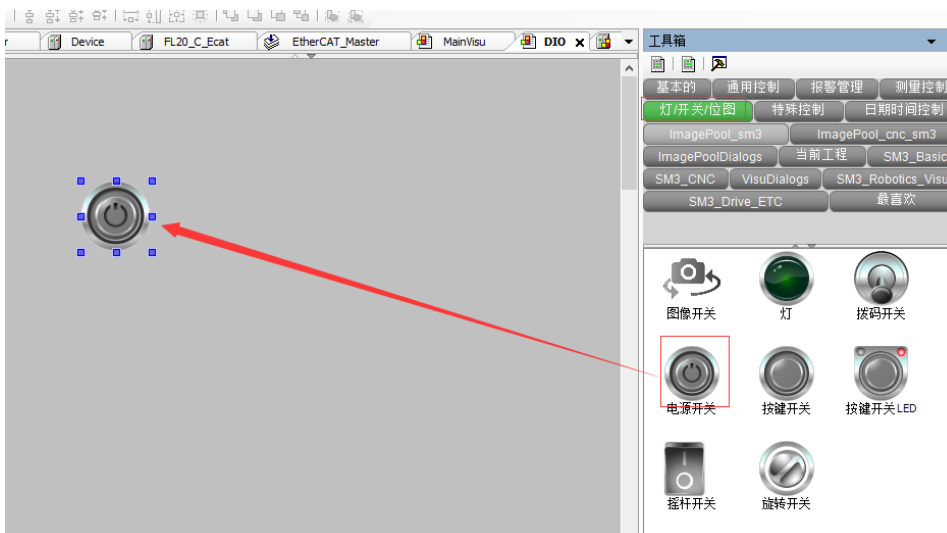 Device FL20_C_Ecat EtherCAT_Master MainVisu DIO
工具箱
基本的 通用控制 报警管理 测量控制
灯/开关/位图 特殊控制 日期时间控制
ImagePool_sm3 ImagePool_cnc_sm3
ImagePoolDialogs 当前工程 SM3_Basic
SM3_CNC VisuDialogs SM3_Robotics_Visu
SM3_Drive_ETC 最喜欢
图像开关 灯 拨码开关
电源开关 按鍵开关 按鍵开关LED
摇杆开关 旋转开关